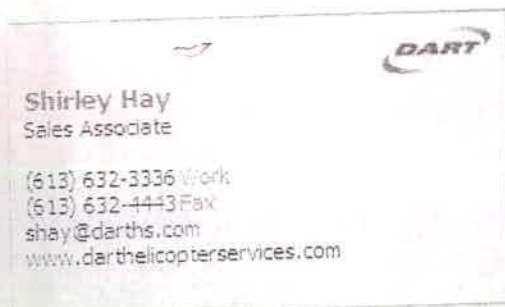 DART
Shirley Hay
Sales Associate
(613) 632-3336 Work
(613) 632-4443 Fax
shay@darths.com
www.darthelicopterservices.com